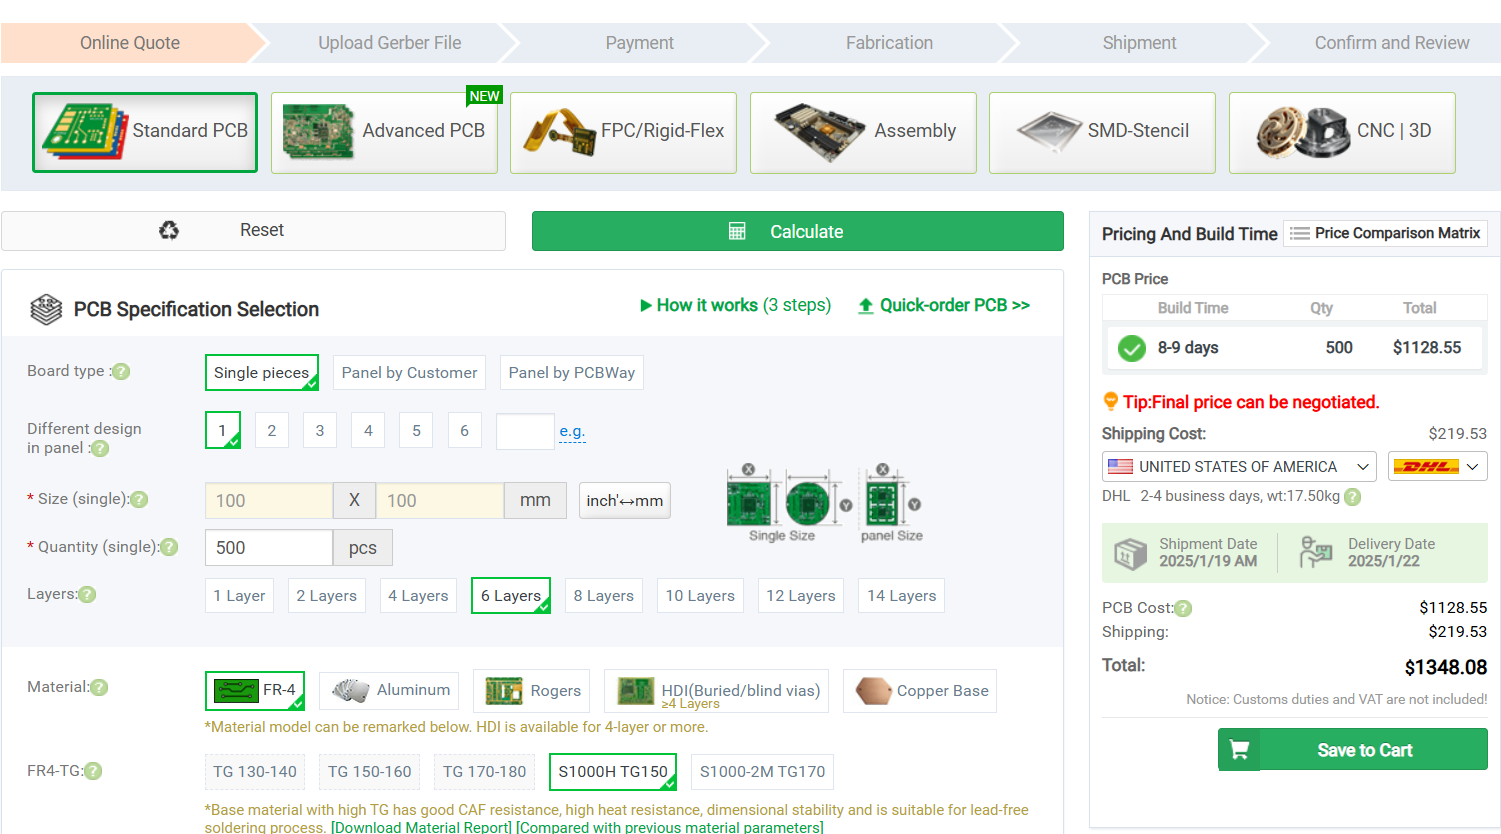 Online Quote
Upload Gerber File
Payment
Fabrication
Shipment
Confirm and Review
Standard PCB
NEW
Advanced PCB
FPC/Rigid-Flex
Assembly
SMD-Stencil
CNC | 3D
Reset
Calculate
PCB Specification Selection
How it works (3 steps)
Quick-order PCB >>
Board type :?
Single pieces
Panel by Customer
Panel by PCBWay
Different design
in panel :?
1
2
3
4
5
6
e.g.
* Size (single):?
100
X
100
mm
inch'↔mm
X
Y
Single Size
X
Y
panel Size
* Quantity (single):?
500
pcs
Layers:?
1 Layer
2 Layers
4 Layers
6 Layers
8 Layers
10 Layers
12 Layers
14 Layers
Material:?
FR-4
Aluminum
Rogers
HDI(Buried/blind vias)
≥4 Layers
Copper Base
*Material model can be remarked below. HDI is available for 4-layer or more.
FR4-TG:?
TG 130-140
TG 150-160
TG 170-180
S1000H TG150
S1000-2M TG170
*Base material with high TG has good CAF resistance, high heat resistance, dimensional stability and is suitable for lead-free
soldering process. [Download Material Report] [Compared with previous material parameters]
Pricing And Build Time
Price Comparison Matrix
PCB Price
Build Time Qty Total
8-9 days 500 $1128.55
Tip:Final price can be negotiated.
Shipping Cost: $219.53
UNITED STATES OF AMERICA
DHL
DHL 2-4 business days, wt:17.50kg ?
Shipment Date
2025/1/19 AM
Delivery Date
2025/1/22
PCB Cost:? $1128.55
Shipping: $219.53
Total: $1348.08
Notice: Customs duties and VAT are not included!
Save to Cart